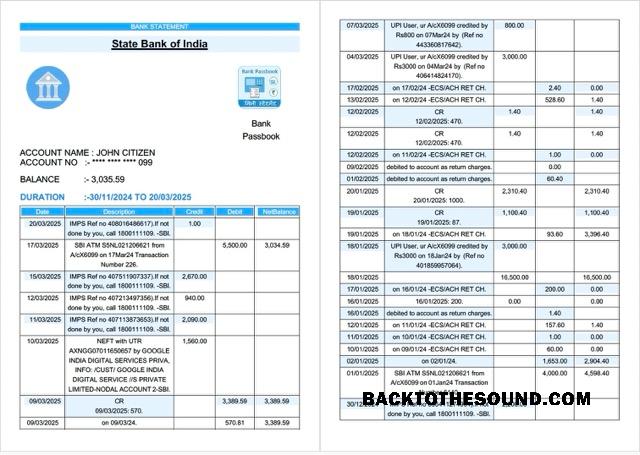 BANK STATEMENT
State Bank of India
Bank Passbook
Bank
Passbook
ACCOUNT NAME : JOHN CITIZEN
ACCOUNT NO :- **** **** **** 099
BALANCE :- 3,035.59
DURATION :-30/11/2024 TO 20/03/2025
Date Description Credit Debit NetBalance
20/03/2025 IMPS Ref no 408016486617).If not 1.00
done by you, call 1800111109. -SBI.
17/03/2025 SBI ATM S5NL021206621 from 5,500.00 3,034.59
A/cX6099 on 17Mar24 Transaction
Number 226.
15/03/2025 IMPS Ref no 407511907337).If not 2,670.00
done by you, call 1800111109. -SBI.
12/03/2025 IMPS Ref no 407213497356).If not 940.00
done by you, call 1800111109. -SBI.
11/03/2025 IMPS Ref no 407113873653).If not 2,090.00
done by you, call 1800111109. -SBI.
10/03/2025 NEFT with UTR 1,560.00
AXNGG07011650657 by GOOGLE
INDIA DIGITAL SERVICES PRIVA,
INFO: /CUST/ GOOGLE INDIA
DIGITAL SERVICE //S PRIVATE
LIMITED-NODAL ACCOUNT 2-SBI.
09/03/2025 CR 3,389.59 3,389.59
09/03/2025: 570.
09/03/2025 on 09/03/24. 570.81 3,389.59
07/03/2025 UPI User, ur A/cX6099 credited by 800.00
Rs800 on 07Mar24 by (Ref no
443360817642).
04/03/2025 UPI User, ur A/cX6099 credited by 3,000.00
Rs3000 on 04Mar24 by (Ref no
406414824170).
17/02/2025 on 17/02/24 -ECS/ACH RET CH. 2.40 0.00
13/02/2025 on 12/02/24 -ECS/ACH RET CH. 528.60 1.40
12/02/2025 CR 1.40 1.40
12/02/2025: 470.
12/02/2025 CR 1.40 1.40
12/02/2025: 470.
12/02/2025 on 11/02/24 -ECS/ACH RET CH. 1.00 0.00
09/02/2025 debited to account as return charges. 0.00
01/02/2025 debited to account as return charges. 60.40
20/01/2025 CR 2,310.40 2,310.40
20/01/2025: 1000.
19/01/2025 CR 1,100.40 1,100.40
19/01/2025: 87.
19/01/2025 on 18/01/24 -ECS/ACH RET CH. 93.60 3,396.40
18/01/2025 UPI User, ur A/cX6099 credited by 3,000.00
Rs3000 on 18Jan24 by (Ref no
401859957064).
18/01/2025 16,500.00 16,500.00
17/01/2025 on 16/01/24 -ECS/ACH RET CH. 200.00 0.00
16/01/2025 16/01/2025: 200. 0.00 0.00
16/01/2025 debited to account as return charges. 1.40
12/01/2025 on 11/01/24 -ECS/ACH RET CH. 157.60 1.40
11/01/2025 on 10/01/24 -ECS/ACH RET CH. 1.00 0.00
10/01/2025 on 09/01/24 -ECS/ACH RET CH. 60.00 0.00
02/01/2025 on 02/01/24. 1,653.00 2,904.40
01/01/2025 SBI ATM S5NL021206621 from 4,000.00 4,598.40
A/cX6099 on 01Jan24 Transaction
BACKTOTHESOUND.COM
done by you, call 1800111109. -SBI.